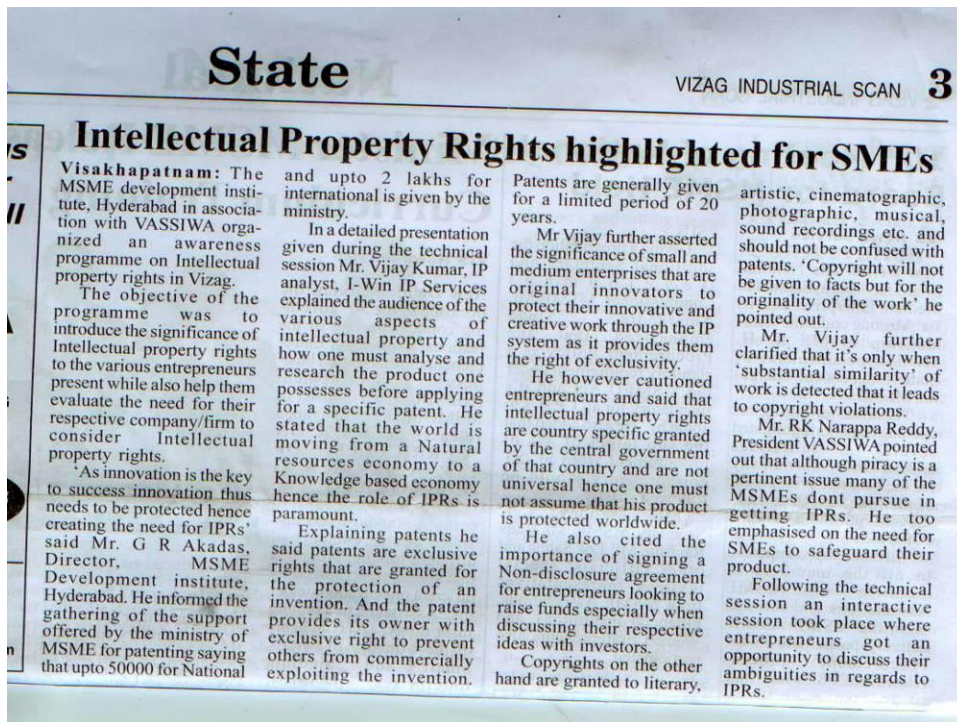 State
VIZAG INDUSTRIAL SCAN 3
Intellectual Property Rights highlighted for SMEs
Visakhapatnam: The
MSME development insti-
tute, Hyderabad in associa-
tion with VASSIWA orga-
nized an awareness
programme on Intellectual
property rights in Vizag.
The objective of the
programme was to
introduce the significance of
Intellectual property rights
to the various entrepreneurs
present while also help them
evaluate the need for their
respective company/firm to
consider Intellectual
property rights.
'As innovation is the key
to success innovation thus
needs to be protected hence
creating the need for IPRs'
said Mr. G R Akadas,
Director, MSME
Development institute,
Hyderabad. He informed the
gathering of the support
offered by the ministry of
MSME for patenting saying
that upto 50000 for National
and upto 2 lakhs for
international is given by the
ministry.
In a detailed presentation
given during the technical
session Mr. Vijay Kumar, IP
analyst, I-Win IP Services
explained the audience of the
various aspects of
intellectual property and
how one must analyse and
research the product one
possesses before applying
for a specific patent. He
stated that the world is
moving from a Natural
resources economy to a
Knowledge based economy
hence the role of IPRs is
paramount.
Explaining patents he
said patents are exclusive
rights that are granted for
the protection of an
invention. And the patent
provides its owner with
exclusive right to prevent
others from commercially
exploiting the invention.
Patents are generally given
for a limited period of 20
years.
Mr Vijay further asserted
the significance of small and
medium enterprises that are
original innovators to
protect their innovative and
creative work through the IP
system as it provides them
the right of exclusivity.
He however cautioned
entrepreneurs and said that
intellectual property rights
are country specific granted
by the central government
of that country and are not
universal hence one must
not assume that his product
is protected worldwide.
He also cited the
importance of signing a
Non-disclosure agreement
for entrepreneurs looking to
raise funds especially when
discussing their respective
ideas with investors.
Copyrights on the other
hand are granted to literary,
artistic, cinematographic,
photographic, musical,
sound recordings etc. and
should not be confused with
patents. 'Copyright will not
be given to facts but for the
originality of the work' he
pointed out.
Mr. Vijay further
clarified that it's only when
'substantial similarity' of
work is detected that it leads
to copyright violations.
Mr. RK Narappa Reddy,
President VASSIWA pointed
out that although piracy is a
pertinent issue many of the
MSMEs dont pursue in
getting IPRs. He too
emphasised on the need for
SMEs to safeguard their
product.
Following the technical
session an interactive
session took place where
entrepreneurs got an
opportunity to discuss their
ambiguities in regards to
IPRs.